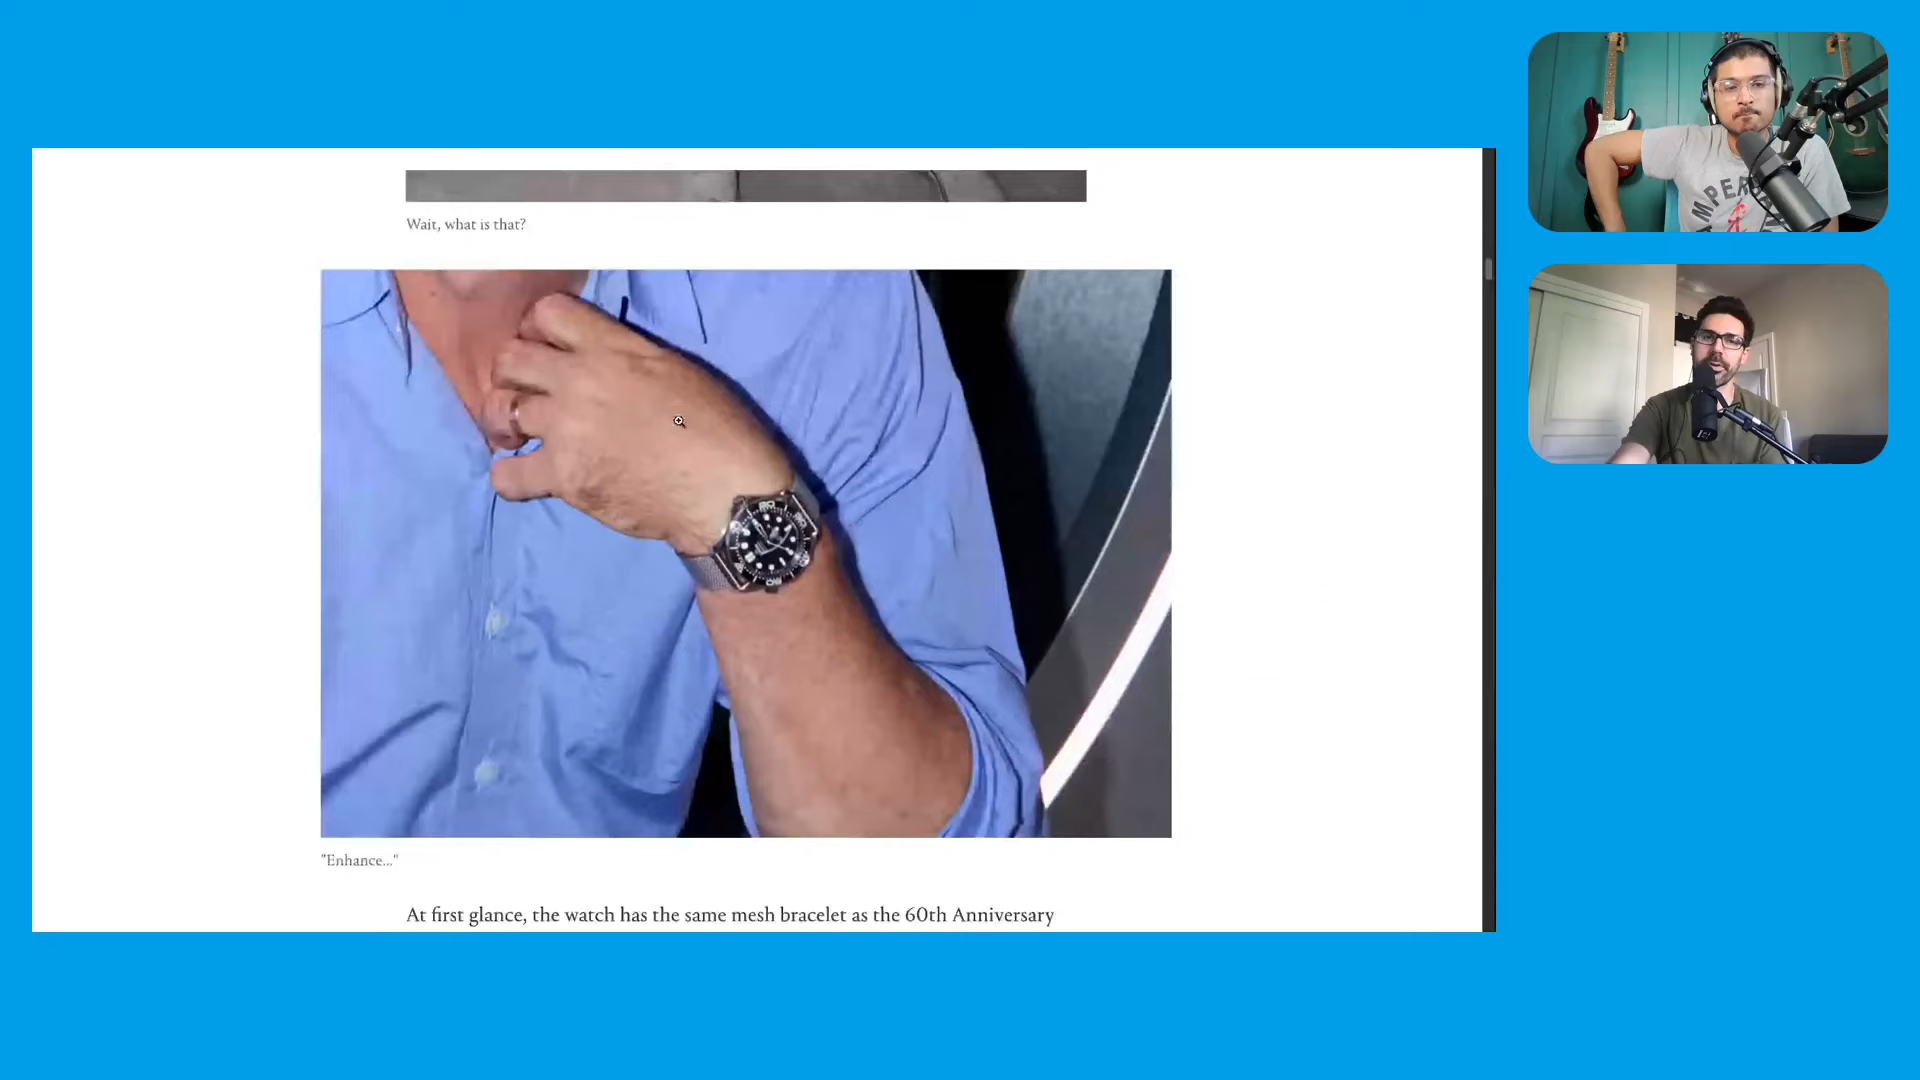 Wait, what is that?
"Enhance..."
At first glance, the watch has the same mesh bracelet as the 60th Anniversary